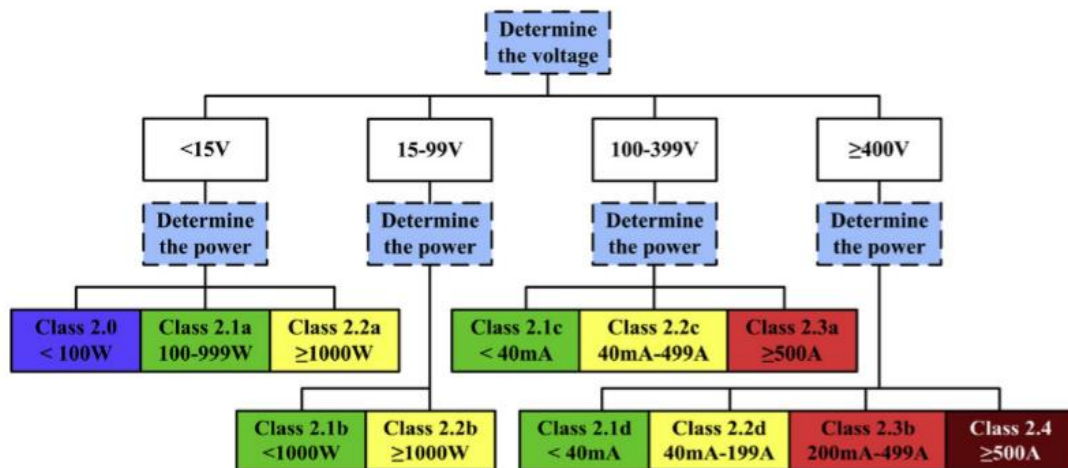 Determine
the voltage
<15V
15-99V
100-399V
≥400V
Determine
the power
Determine
the power
Determine
the power
Determine
the power
Class 2.0
< 100W
Class 2.1a
100-999W
Class 2.2a
≥1000W
Class 2.1c
< 40mA
Class 2.2c
40mA-499A
Class 2.3a
≥500A
Class 2.1b
<1000W
Class 2.2b
≥1000W
Class 2.1d
< 40mA
Class 2.2d
40mA-199A
Class 2.3b
200mA-499A
Class 2.4
≥500A